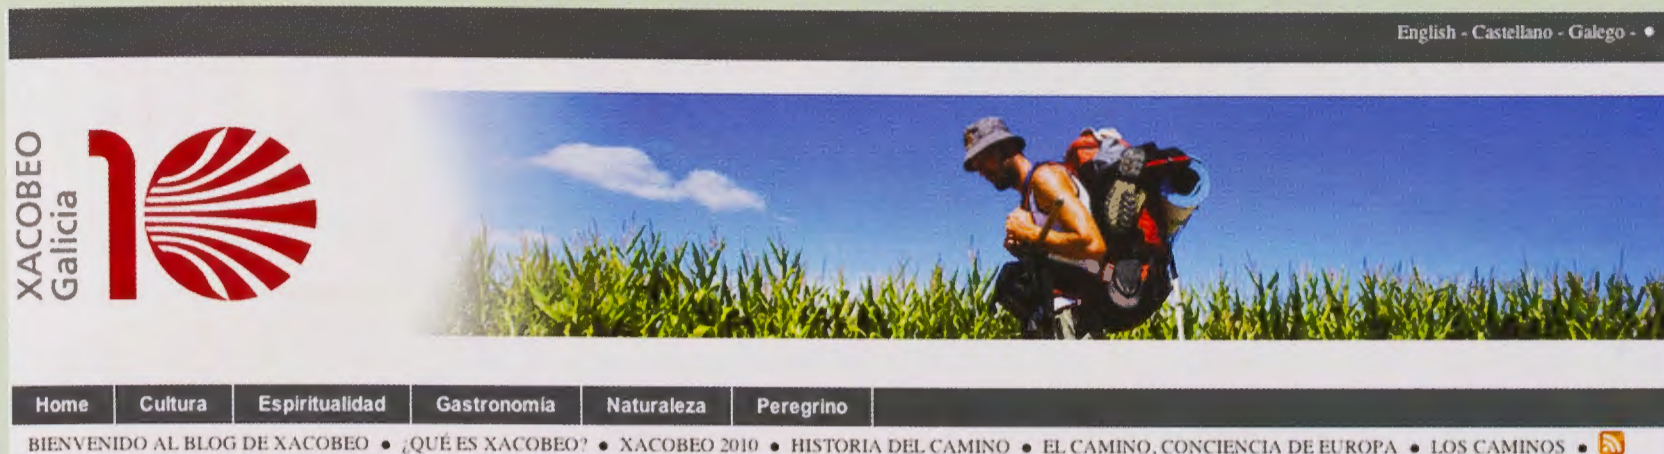 English - Castellano - Galego - •
XACOBEO
Galicia
10
Home Cultura Espiritualidad Gastronomía Naturaleza Peregrino
BIENVENIDO AL BLOG DE XACOBEO • ¿QUÉ ES XACOBEO? • XACOBEO 2010 • HISTORIA DEL CAMINO • EL CAMINO, CONCIENCIA DE EUROPA • LOS CAMINOS •